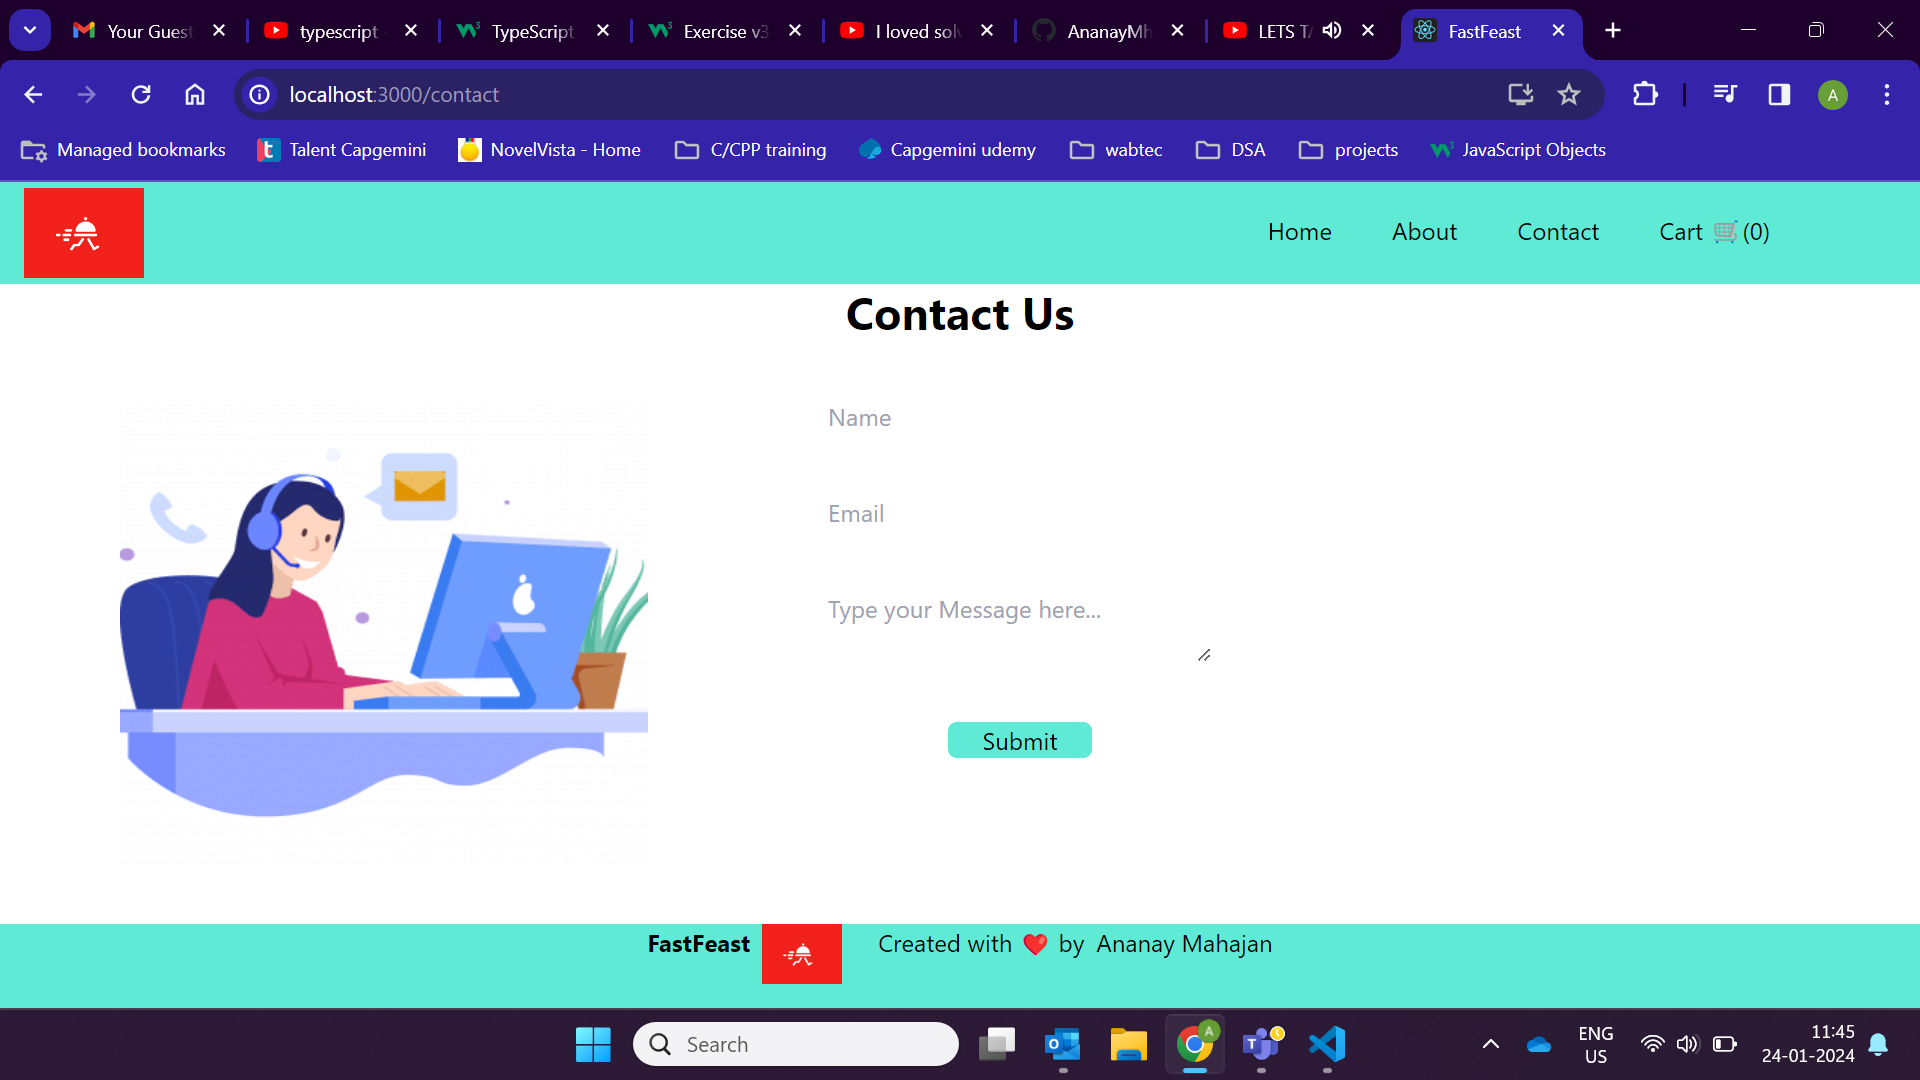 Your Guest
typescript
TypeScript
Exercise v3
I loved solv
AnanayMh
LETS TA
FastFeast
localhost:3000/contact
A
Managed bookmarks
Talent Capgemini
NovelVista - Home
C/CPP training
Capgemini udemy
wabtec
DSA
projects
JavaScript Objects
Home
About
Contact
Cart 🛒(0)
Contact Us
Name
Email
Type your Message here...
Submit
FastFeast
Created with ❤️ by Ananay Mahajan
Search
ENG
US
11:45
24-01-2024